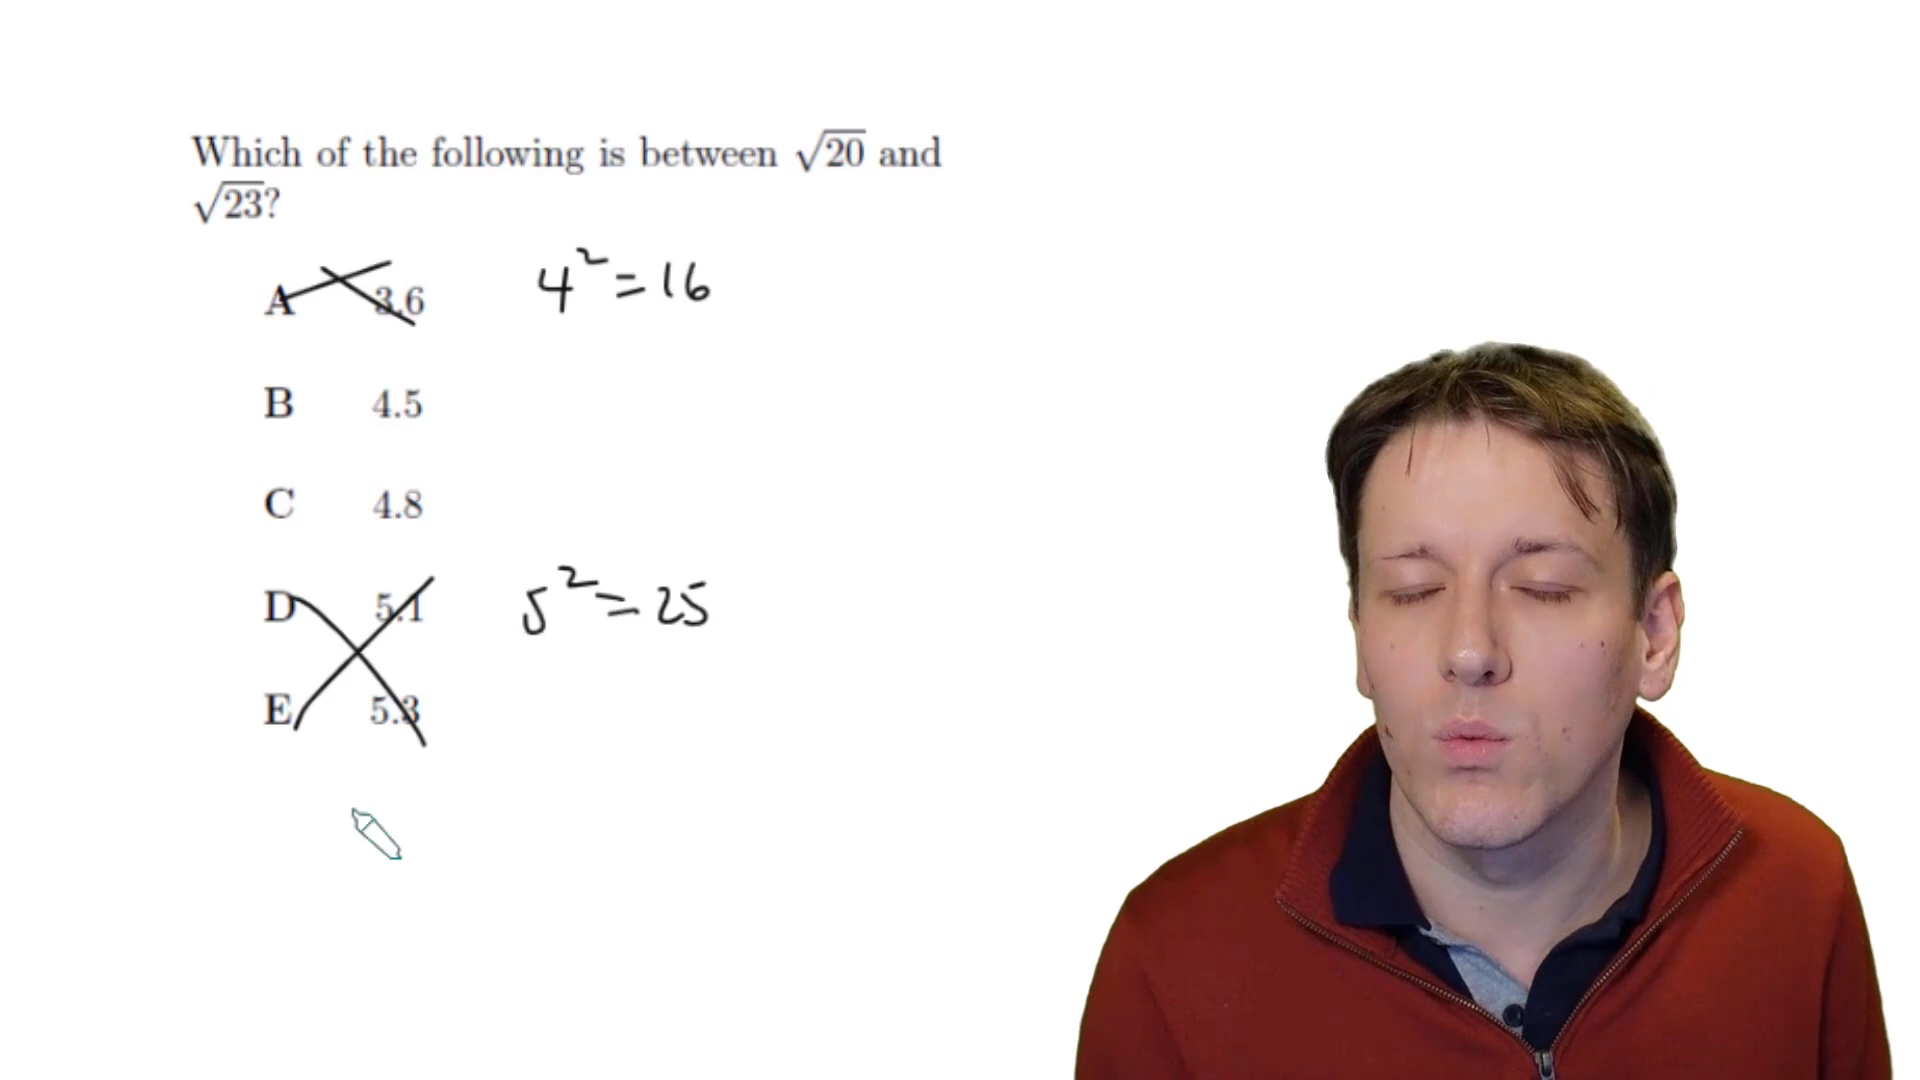 Which of the following is between √20 and
√23?
A 3.6 4² = 16
B 4.5
C 4.8
D 5.1 5² = 25
E 5.3